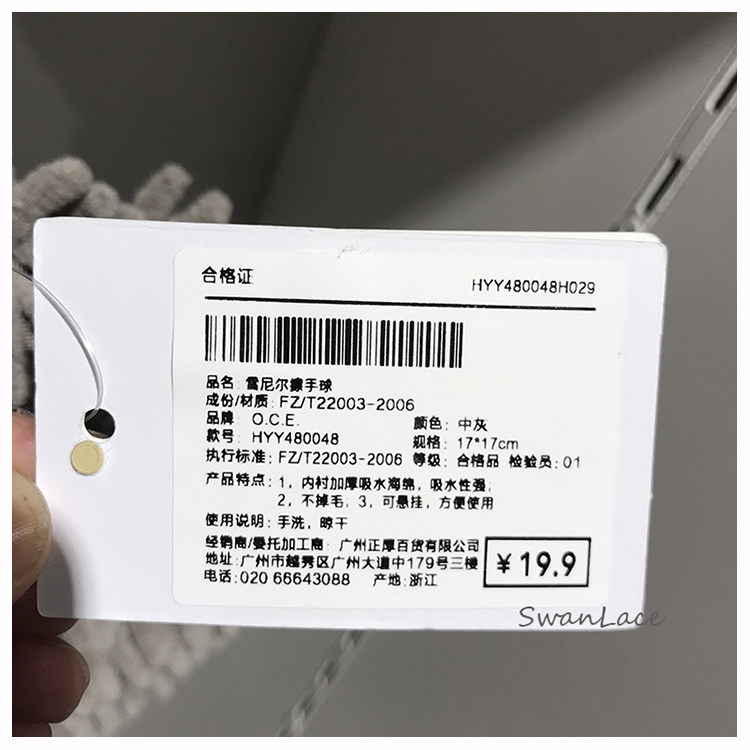 合格证
HYY480048H029
品名: 雪尼尔擦手球
成份/材质: FZ/T22003-2006
品牌: O.C.E. 颜色: 中灰
款号: HYY480048 规格: 17*17cm
执行标准: FZ/T22003-2006 等级: 合格品 检验员: 01
产品特点: 1, 内衬加厚吸水海绵, 吸水性强;
2, 不掉毛, 3, 可悬挂, 方便使用
使用说明: 手洗, 晾干
经销商/委托加工商: 广州正厚百货有限公司
地址: 广州市越秀区广州大道中179号三楼
电话: 020 66643088 产地: 浙江
¥19.9
SwanLace